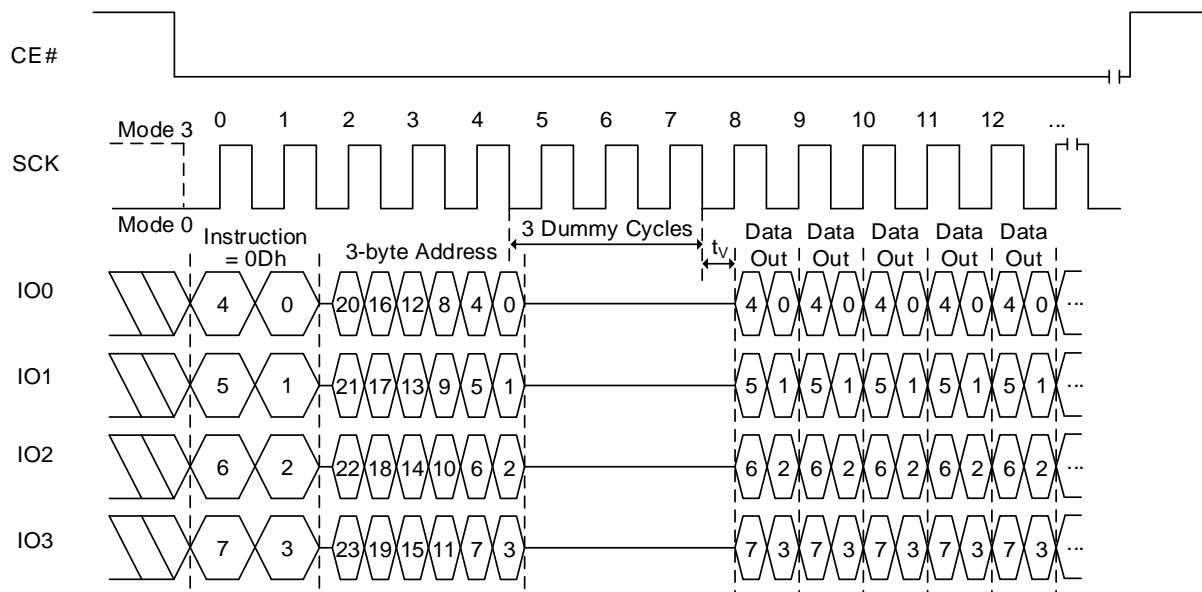 CE#
0 1 2 3 4 5 6 7 8 9 10 11 12 ...
Mode 3
SCK
Mode 0
Instruction
= 0Dh
3-byte Address
3 Dummy Cycles
tV
Data
Out
Data
Out
Data
Out
Data
Out
Data
Out
IO0 4 0 20 16 12 8 4 0 4 0 4 0 4 0 4 0 4 0 ...
IO1 5 1 21 17 13 9 5 1 5 1 5 1 5 1 5 1 5 1 ...
IO2 6 2 22 18 14 10 6 2 6 2 6 2 6 2 6 2 6 2 ...
IO3 7 3 23 19 15 11 7 3 7 3 7 3 7 3 7 3 7 3 ...